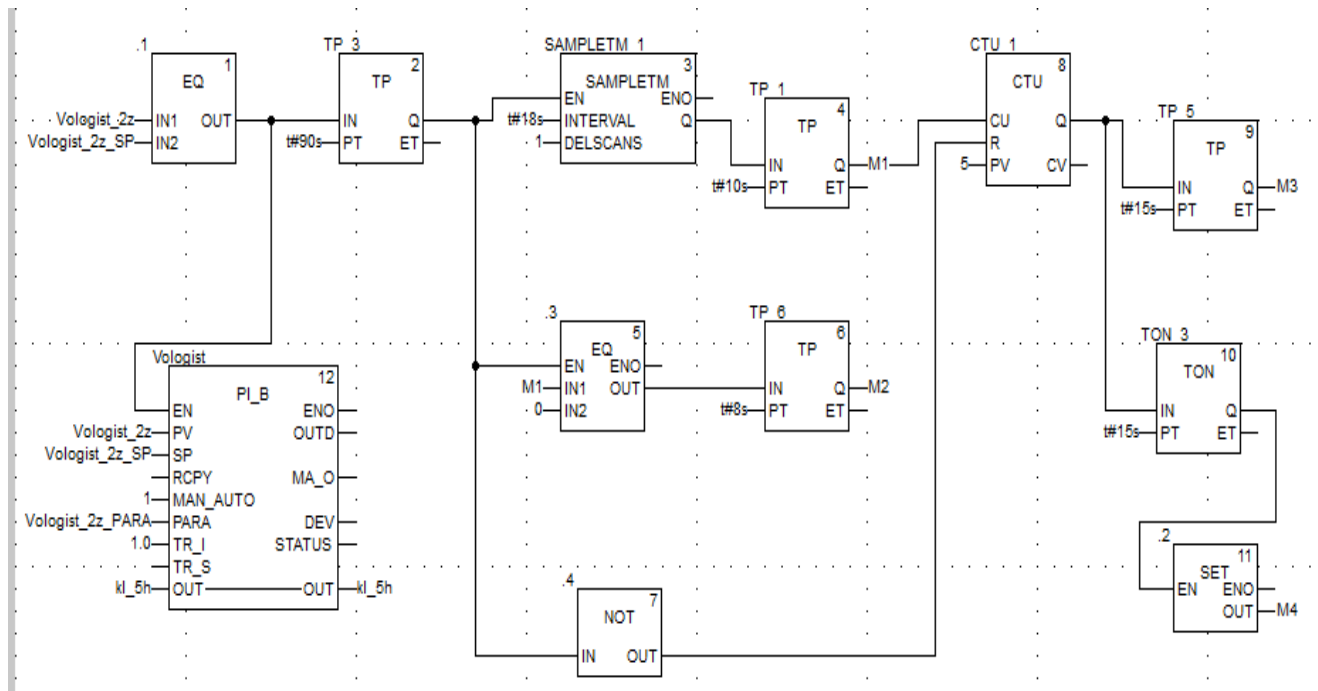 .1
1
EQ
Vologist_2z IN1 OUT
Vologist_2z_SP IN2
TP_3
2
TP
IN Q
t#90s PT ET
SAMPLETM_1
3
SAMPLETM
EN ENO
t#18s INTERVAL Q
1 DELSCANS
TP_1
4
TP
IN Q M1
t#10s PT ET
CTU_1
8
CTU
CU Q
R
5 PV CV
TP_5
9
TP
IN Q M3
t#15s PT ET
.3
5
EQ
EN ENO
M1 IN1 OUT
0 IN2
TP_6
6
TP
IN Q M2
t#8s PT ET
TON_3
10
TON
IN Q
t#15s PT ET
Vologist
12
PI_B
EN ENO
Vologist_2z PV OUTD
Vologist_2z_SP SP
RCPY MA_O
1 MAN_AUTO
Vologist_2z_PARA PARA DEV
1.0 TR_I STATUS
TR_S
kl_5h OUT OUT kl_5h
.4
7
NOT
IN OUT
.2
11
SET
EN ENO
OUT M4